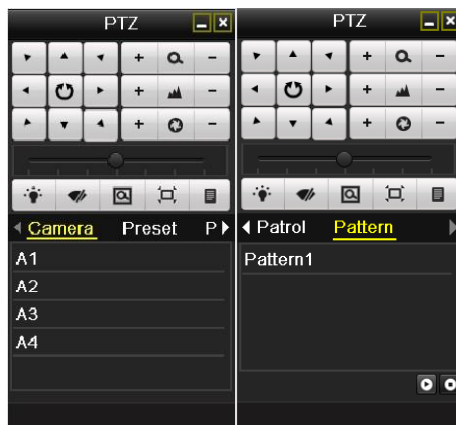 PTZ
Camera Preset P
A1
A2
A3
A4
PTZ
Patrol Pattern
Pattern1